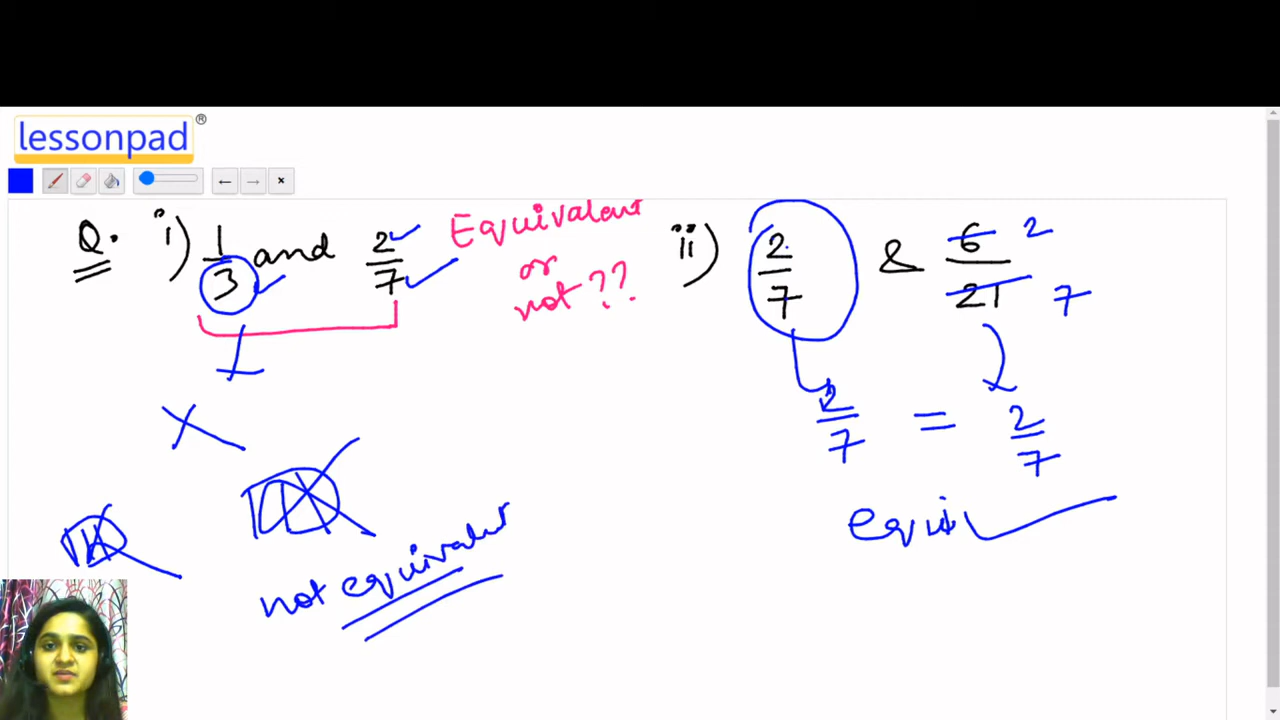 lessonpad®
Q. i) 1/3 and 2/7 Equivalent
or
not ??
ii) 2/7 & 6/21 2 7
2/7 = 2/7
equi
not equivalent